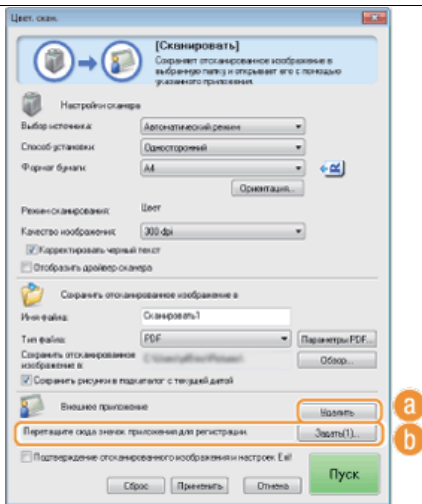 Цвет. скан.
[Сканировать]
Сохраняет отсканированное изображение в
выбранную папку и открывает его с помощью
указанного приложения.
Настройки сканера
Выбор источника: Автоматический режим
Способ установки: Односторонний
Формат бумаги: A4
Ориентация...
Режим сканирования: Цвет
Качество изображения: 300 dpi
Корректировать черный текст
Отобразить драйвер сканера
Сохранить отсканированное изображение в
Имя файла: Сканировать1
Тип файла: PDF Параметры PDF...
Сохранить отсканированное
изображение в: Обзор...
Сохранить рисунки в подкаталог с текущей датой
Внешнее приложение Удалить a
Перетащите сюда значок приложения для регистрации. Задать(1)... b
Подтверждение отсканированного изображения и настроек Exif
Сброс Применить Отмена Пуск